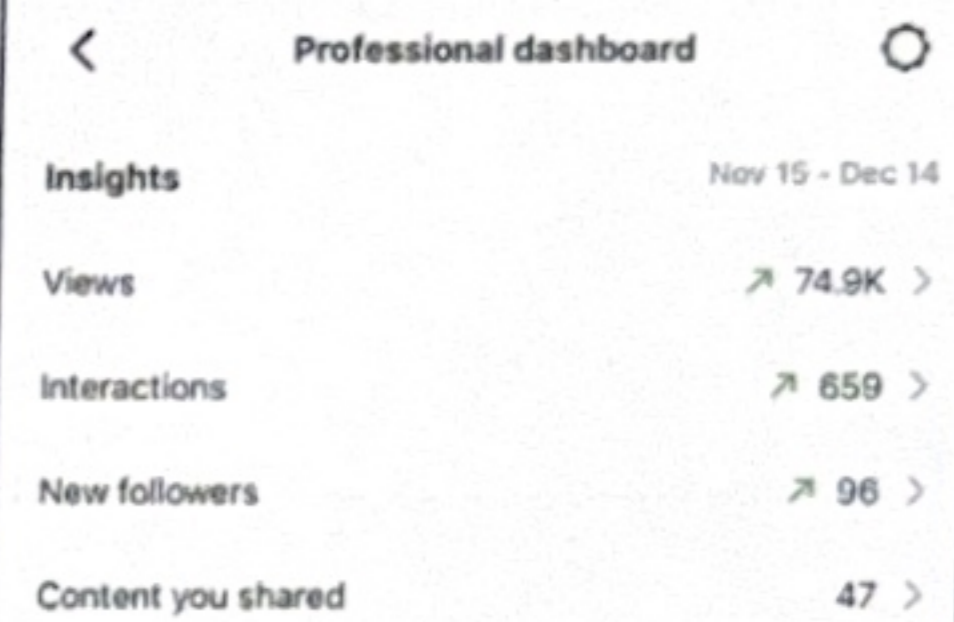 Professional dashboard
Insights Nov 15 - Dec 14
Views 74.9K
Interactions 659
New followers 96
Content you shared 47